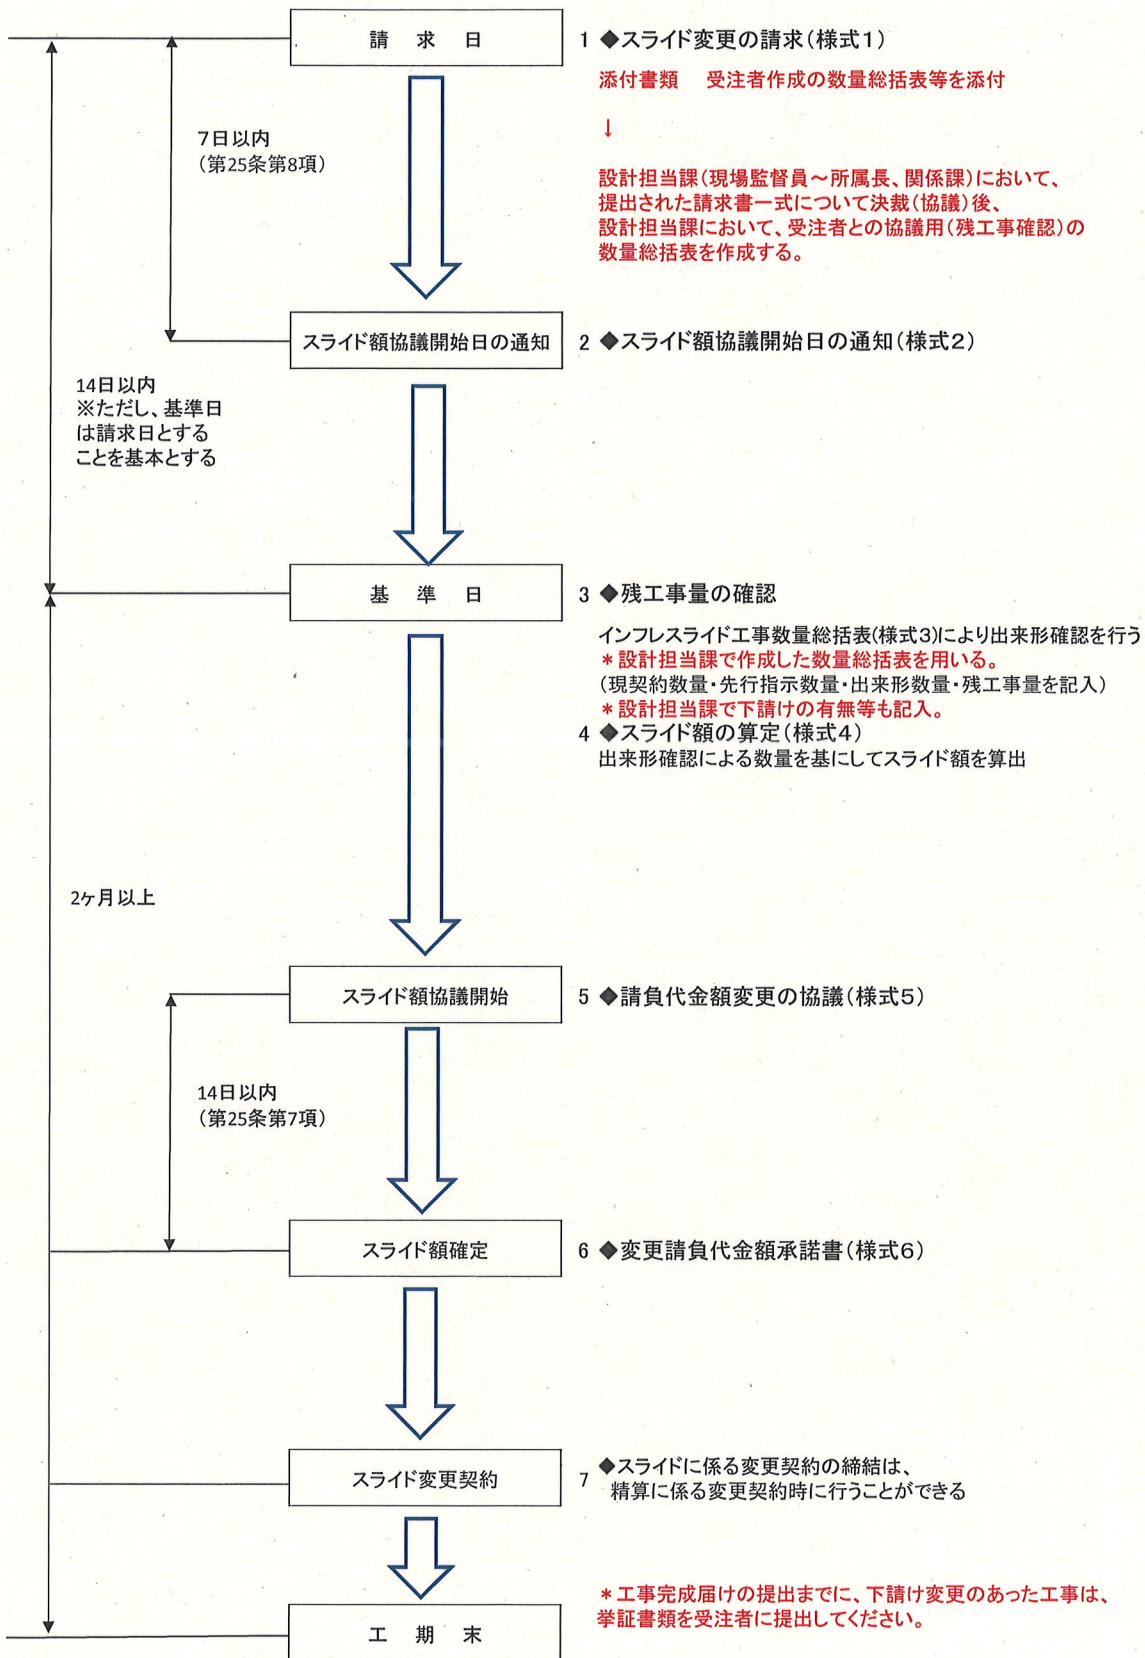 請 求 日
1 ◆スライド変更の請求(様式1)
添付書類 受注者作成の数量総括表等を添付
↓
7日以内
(第25条第8項)
設計担当課(現場監督員～所属長、関係課)において、
提出された請求書一式について決裁(協議)後、
設計担当課において、受注者との協議用(残工事確認)の
数量総括表を作成する。
スライド額協議開始日の通知
2 ◆スライド額協議開始日の通知(様式2)
14日以内
※ただし、基準日
は請求日とする
ことを基本とする
基 準 日
3 ◆残工事量の確認
インフレスライド工事数量総括表(様式3)により出来形確認を行う
＊設計担当課で作成した数量総括表を用いる。
(現契約数量・先行指示数量・出来形数量・残工事量を記入)
＊設計担当課で下請けの有無等も記入。
4 ◆スライド額の算定(様式4)
出来形確認による数量を基にしてスライド額を算出
2ヶ月以上
スライド額協議開始
5 ◆請負代金額変更の協議(様式5)
14日以内
(第25条第7項)
スライド額確定
6 ◆変更請負代金額承諾書(様式6)
スライド変更契約
7 ◆スライドに係る変更契約の締結は、
精算に係る変更契約時に行うことができる
＊工事完成届けの提出までに、下請け変更のあった工事は、
挙証書類を受注者に提出してください。
工 期 末